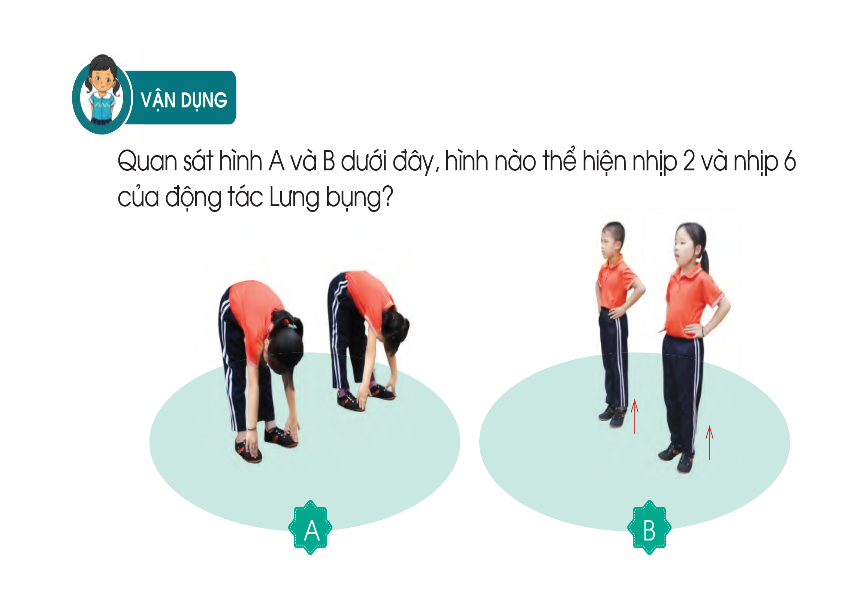 VẬN DỤNG
Quan sát hình A và B dưới đây, hình nào thể hiện nhịp 2 và nhịp 6
của động tác Lưng bụng?
A
B